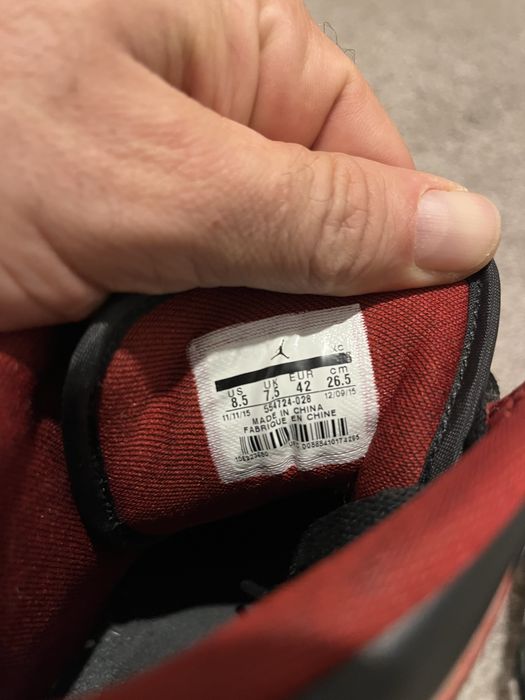 US UK EUR cm
8.5 7.5 42 26.5
11/11/15 554724-028 12/09/15
MADE IN CHINA
FABRIQUE EN CHINE